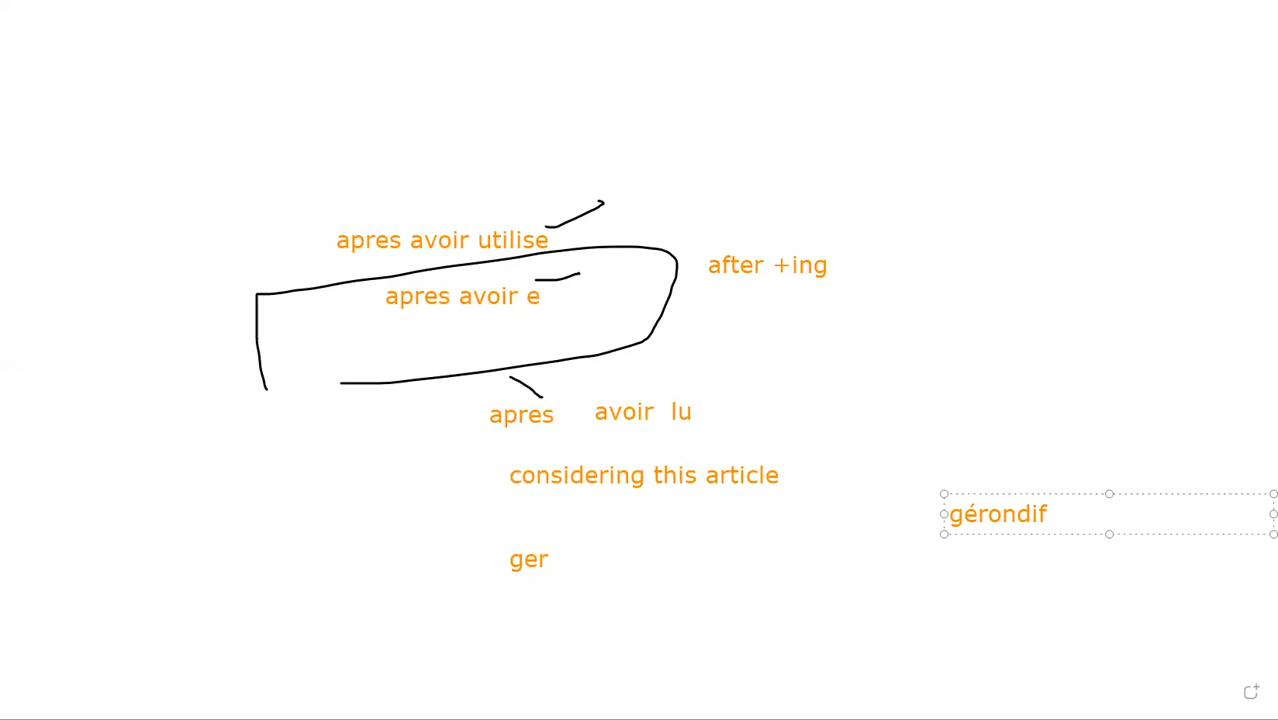 apres avoir utilise
after +ing
apres avoir e
apres avoir lu
considering this article
gérondif
ger